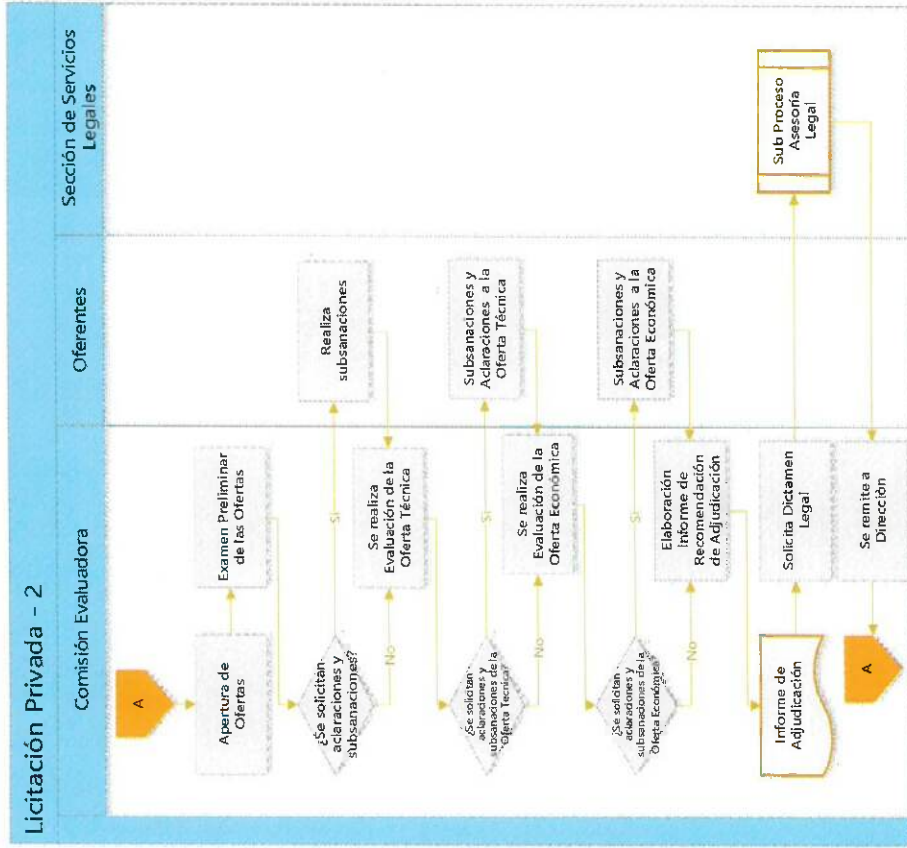 Licitación Privada - 2
Comisión Evaluadora
Oferentes
Sección de Servicios
Legales
A
Apertura de
Ofertas
Examen Preliminar
de las Ofertas
¿Se solicitan
aclaraciones y
subsanaciones?
Si
Realiza
subsanaciones
No
Se realiza
Evaluación de la
Oferta Técnica
¿Se solicitan
aclaraciones y
subsanaciones de la
Oferta Tecnica?
Si
Subsanaciones y
Aclaraciones a la
Oferta Técnica
No
Se realiza
Evaluación de la
Oferta Económica
¿Se solicitan
aclaraciones y
subsanaciones de la
Oferta Económica?
Si
Subsanaciones y
Aclaraciones a la
Oferta Económica
No
Elaboración
Informe de
Recomendación
de Adjudicación
Informe de
Adjudicación
Solicita Dictamen
Legal
Sub Proceso
Asesoría
Legal
Se remite a
Dirección
A